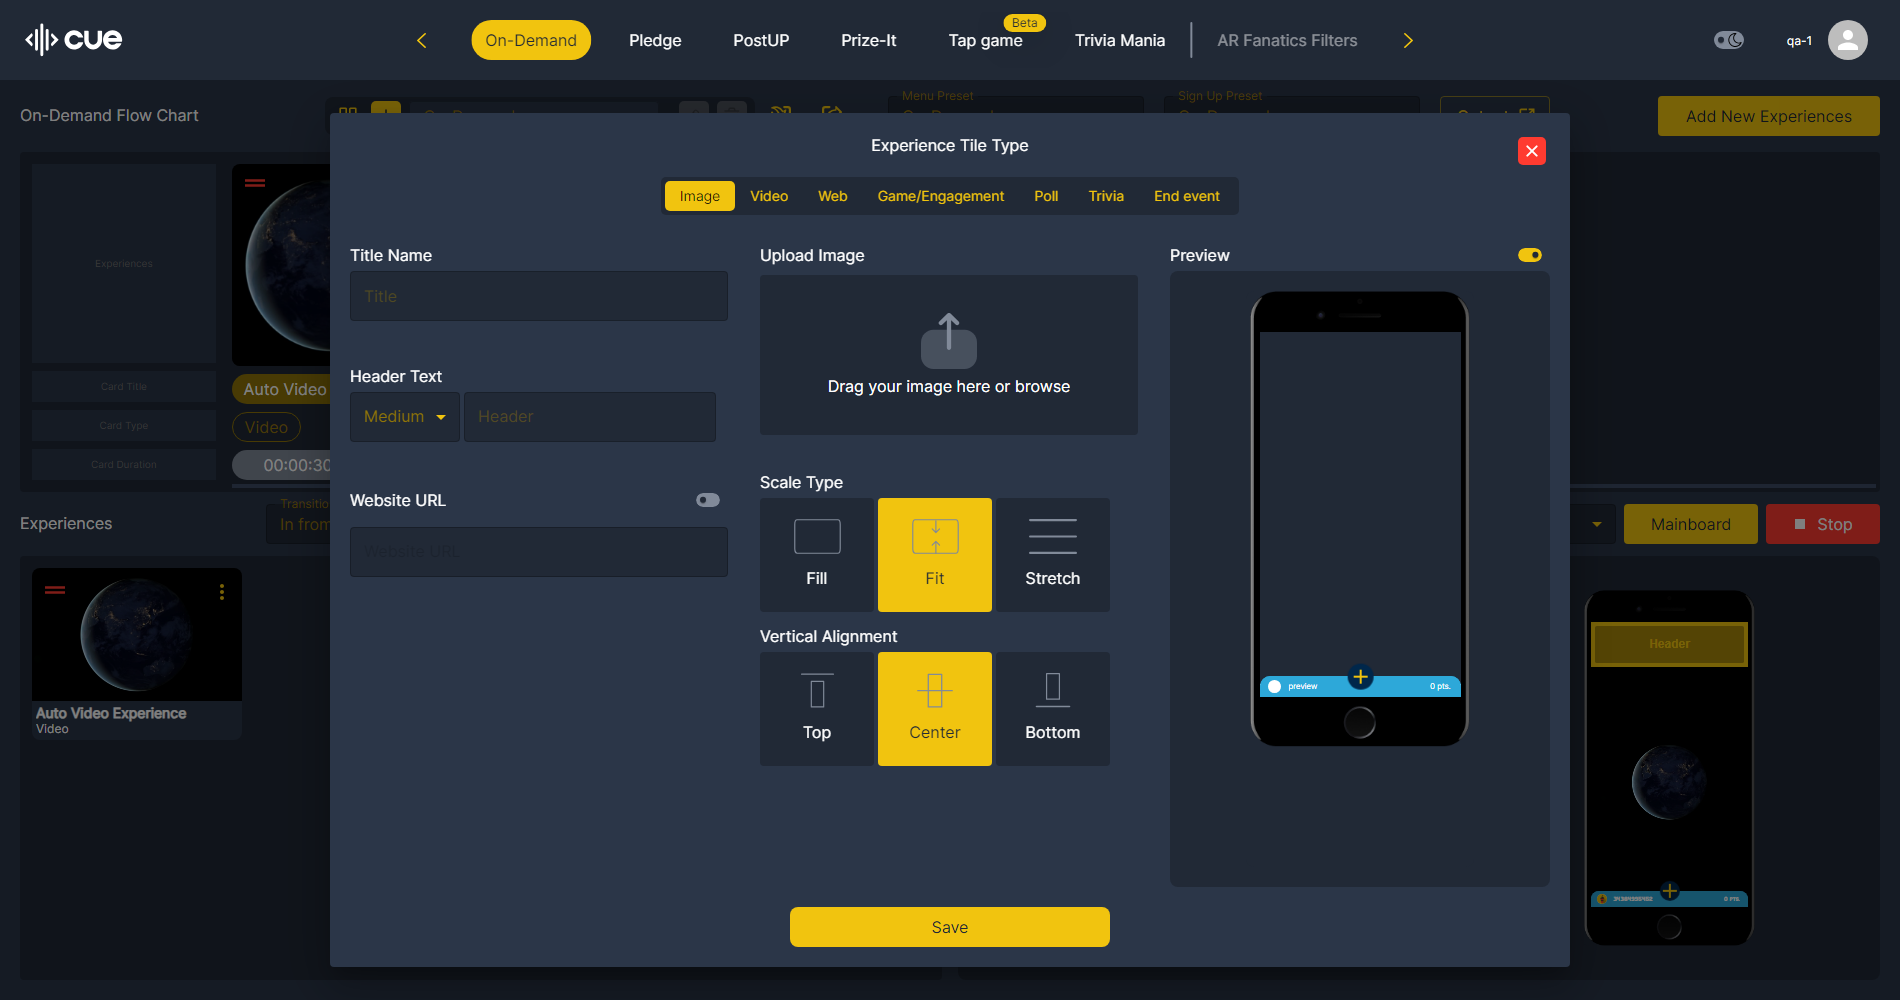 cue
On-Demand
Pledge
PostUP
Prize-It
Beta
Tap game
Trivia Mania
AR Fanatics Filters
qa-1
On-Demand Flow Chart
Menu Preset
Sign Up Preset
Add New Experiences
Experience Tile Type
Image
Video
Web
Game/Engagement
Poll
Trivia
End event
Experiences
Card Title
Card Type
Card Duration
Auto Video
Video
00:00:30
Title Name
Title
Header Text
Medium
Header
Website URL
Website URL
Upload Image
Drag your image here or browse
Scale Type
Fill
Fit
Stretch
Vertical Alignment
Top
Center
Bottom
Preview
preview
0 pts.
Save
Experiences
Transitio
In from
Mainboard
Stop
Auto Video Experience
Video
Header
0 PTS.